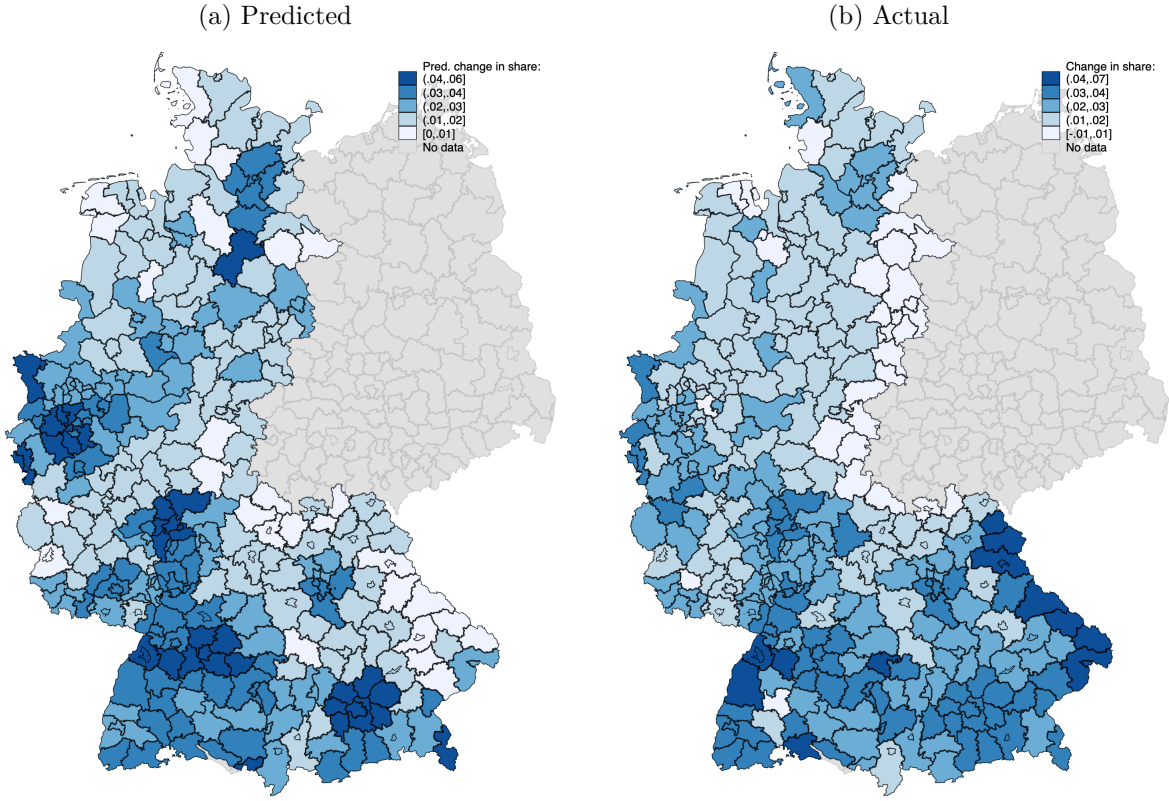 (a) Predicted
Pred. change in share:
(.04,.06]
(.03,.04]
(.02,.03]
(.01,.02]
[0,.01]
No data
(b) Actual
Change in share:
(.04,.07]
(.03,.04]
(.02,.03]
(.01,.02]
[-.01,.01]
No data